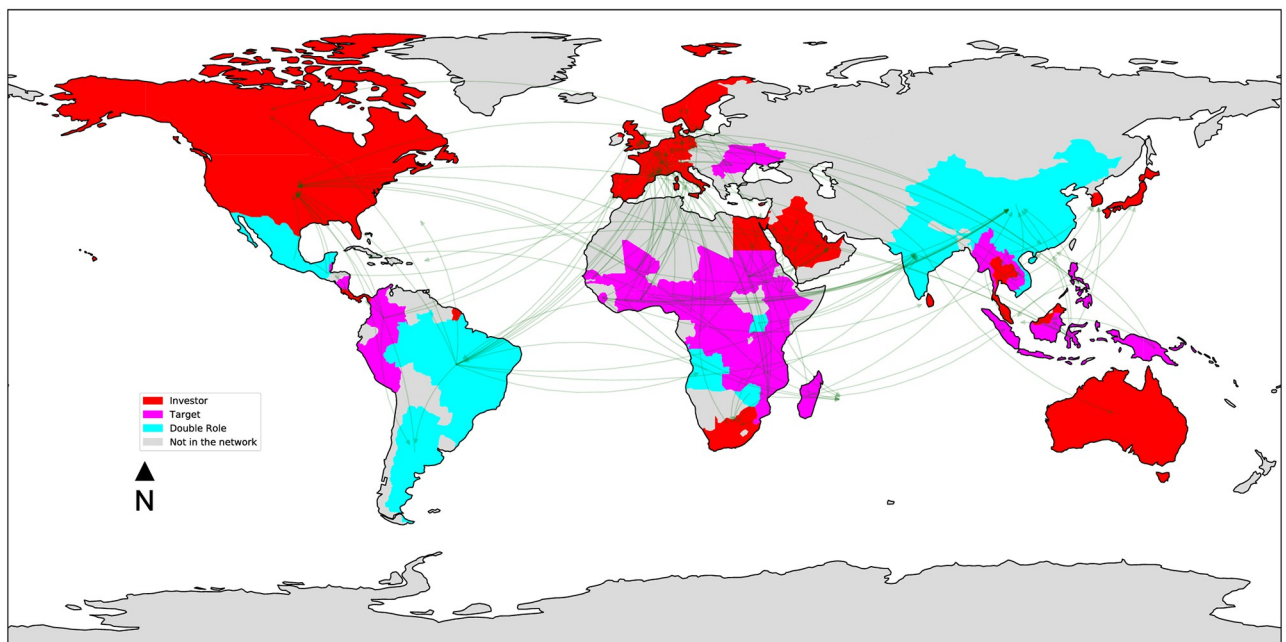 Investor
Target
Double Role
Not in the network
N